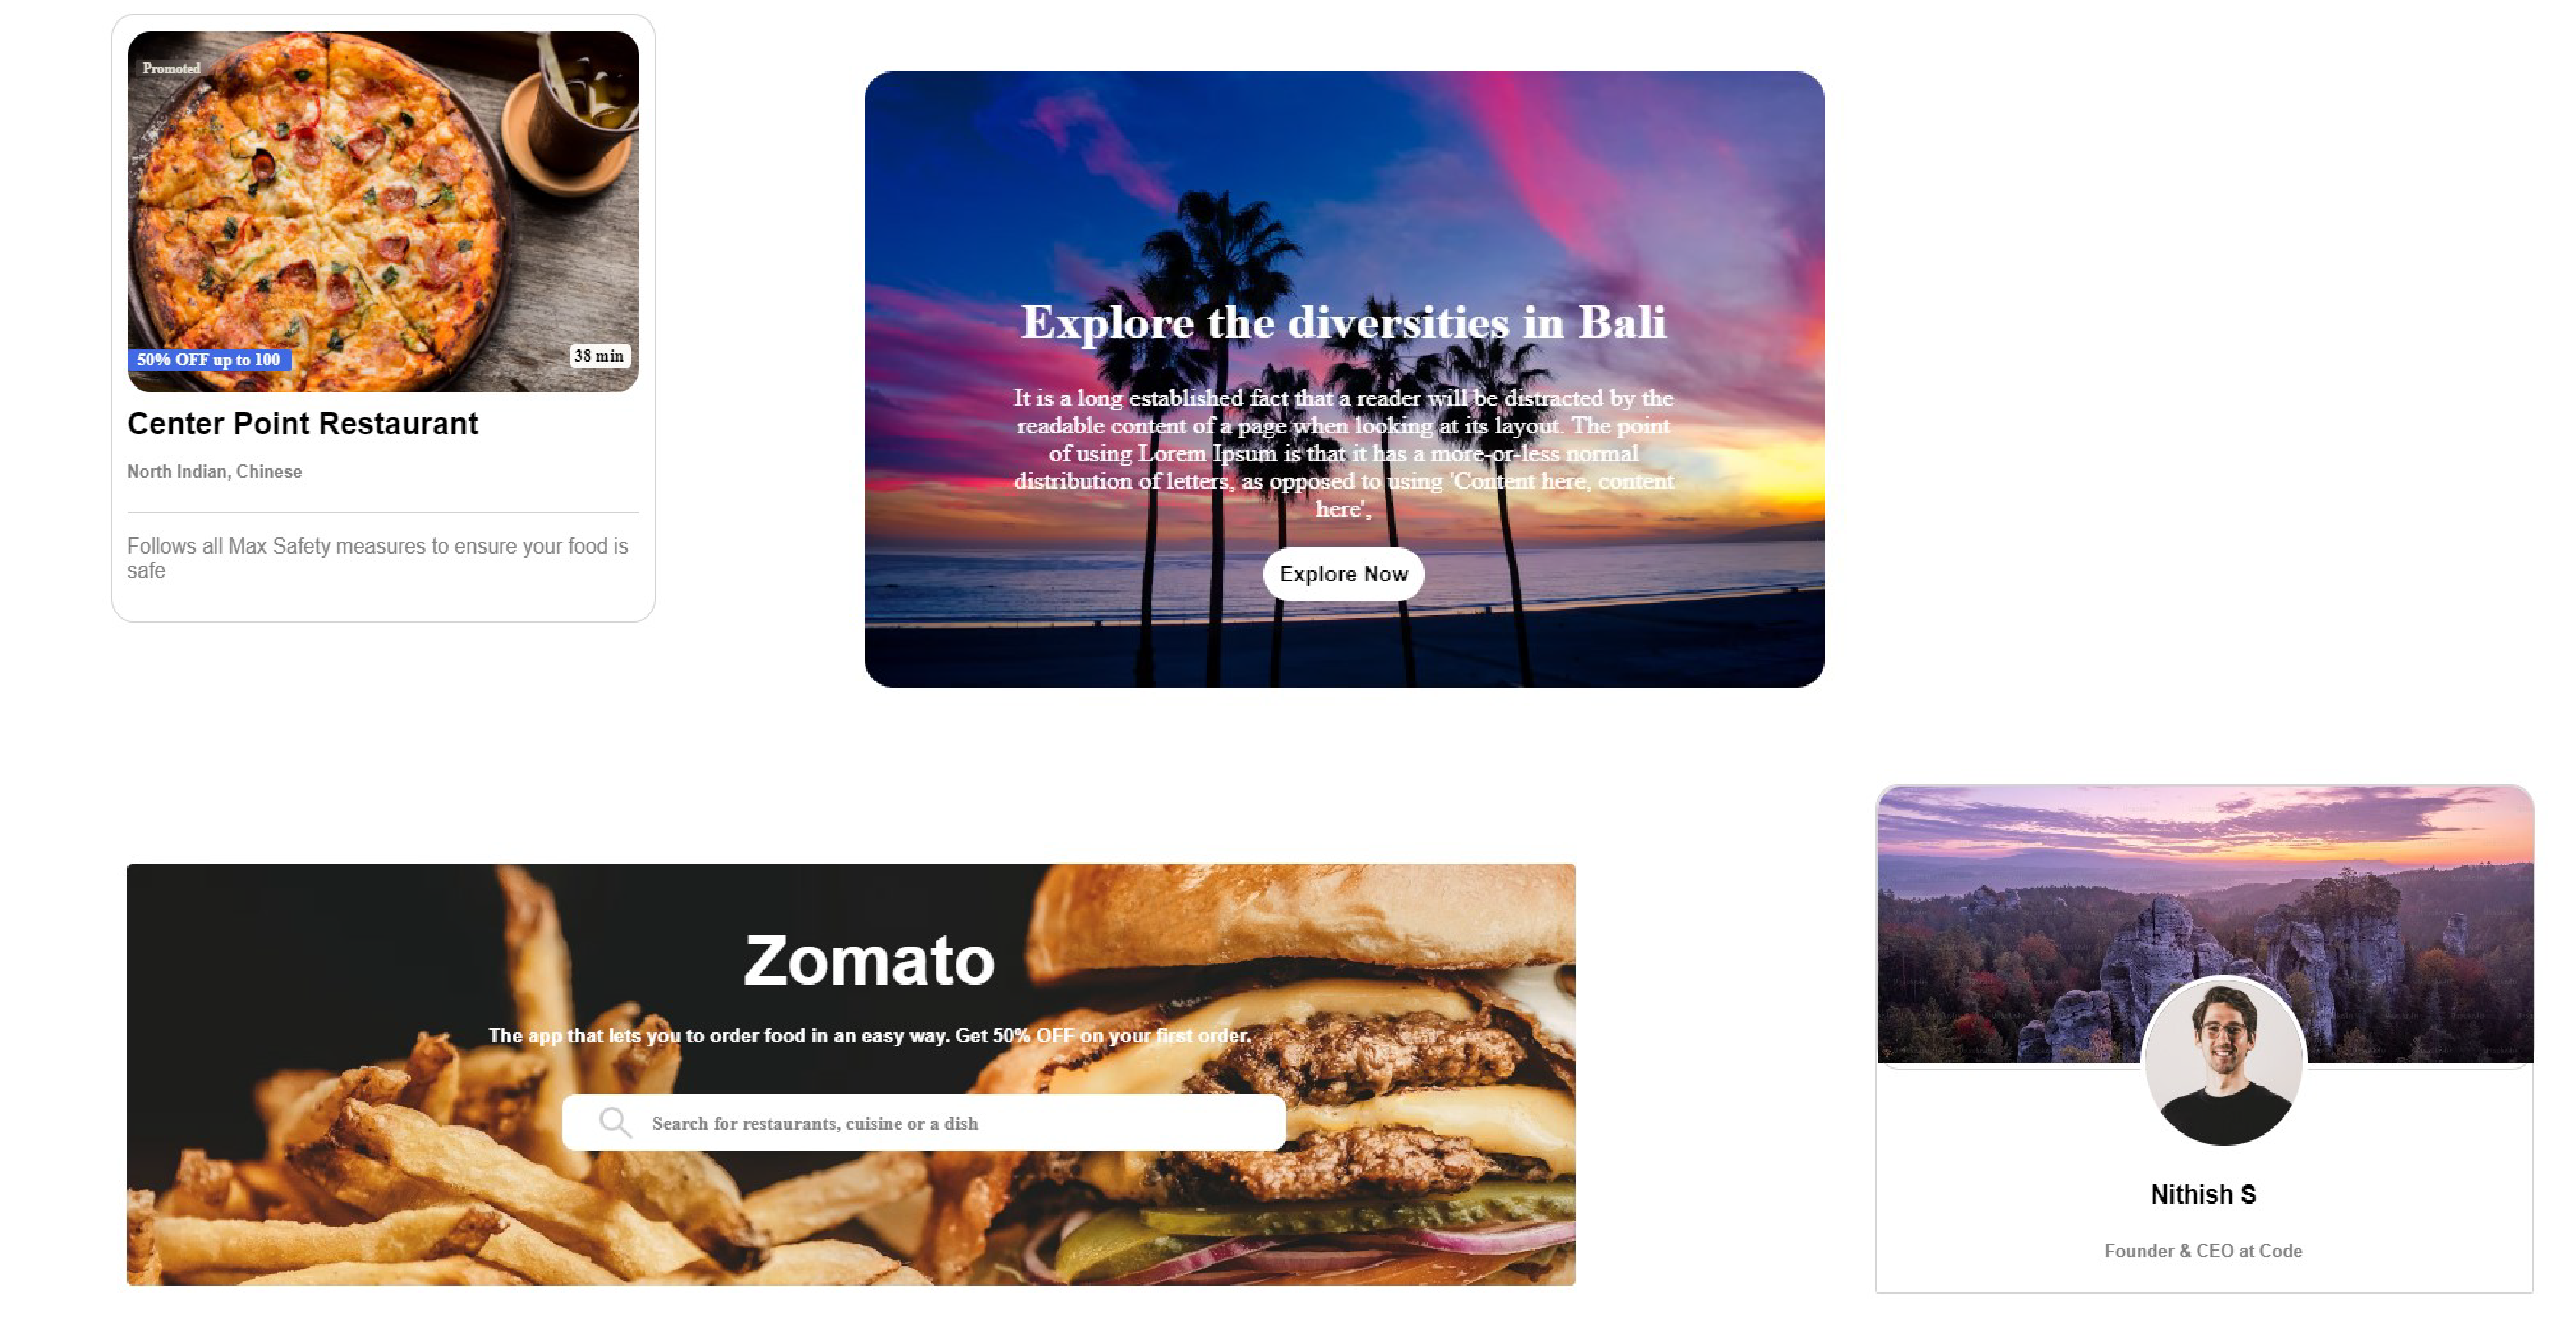 Promoted
50% OFF up to 100
38 min
Center Point Restaurant
North Indian, Chinese
Follows all Max Safety measures to ensure your food is
safe
Explore the diversities in Bali
It is a long established fact that a reader will be distracted by the
readable content of a page when looking at its layout. The point
of using Lorem Ipsum is that it has a more-or-less normal
distribution of letters, as opposed to using 'Content here, content
here',
Explore Now
Zomato
The app that lets you to order food in an easy way. Get 50% OFF on your first order.
Search for restaurants, cuisine or a dish
Nithish S
Founder & CEO at Code